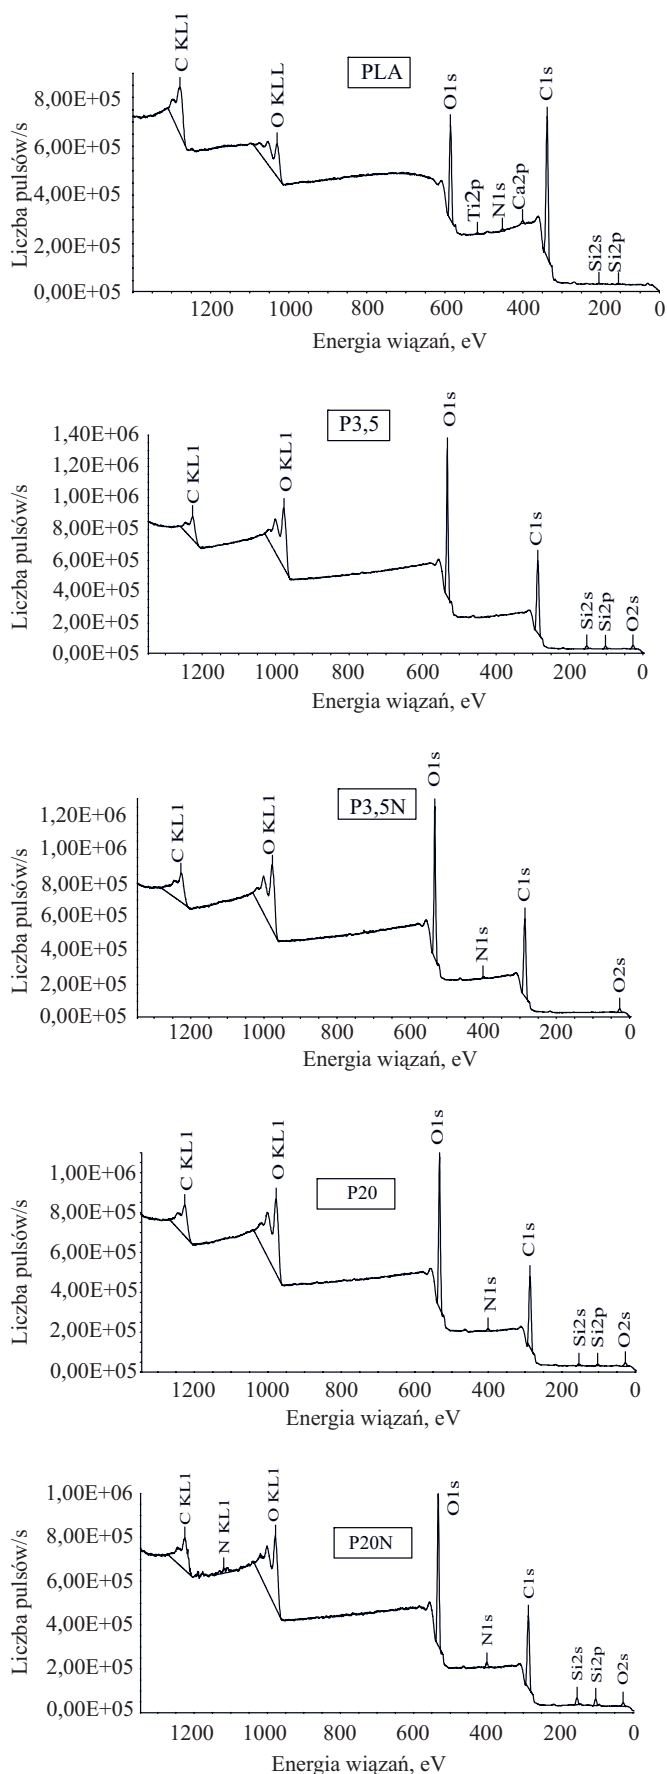 PLA
C KL1
O KLL
O1s
Ti2p
N1s
Ca2p
C1s
Si2s
Si2p
Liczba pulsów/s
8,00E+05
6,00E+05
4,00E+05
2,00E+05
0,00E+05
1200 1000 800 600 400 200 0
Energia wiązań, eV
P3,5
C KL1
O KL1
O1s
C1s
Si2s
Si2p
O2s
Liczba pulsów/s
1,40E+06
1,20E+06
1,00E+06
8,00E+05
6,00E+05
4,00E+05
2,00E+05
0,00E+05
1200 1000 800 600 400 200 0
Energia wiązań, eV
P3,5N
C KL1
O KL1
O1s
N1s
C1s
O2s
Liczba pulsów/s
1,20E+06
1,00E+06
8,00E+05
6,00E+05
4,00E+05
2,00E+05
0,00E+05
1200 1000 800 600 400 200 0
Energia wiązań, eV
P20
C KL1
O KL1
O1s
N1s
C1s
Si2s
Si2p
O2s
Liczba pulsów/s
1,00E+06
8,00E+05
6,00E+05
4,00E+05
2,00E+05
0,00E+05
1200 1000 800 600 400 200 0
Energia wiązań, eV
P20N
C KL1
N KL1
O KL1
O1s
N1s
C1s
Si2s
Si2p
O2s
Liczba pulsów/s
1,00E+06
8,00E+05
6,00E+05
4,00E+05
2,00E+05
0,00E+05
1200 1000 800 600 400 200 0
Energia wiązań, eV